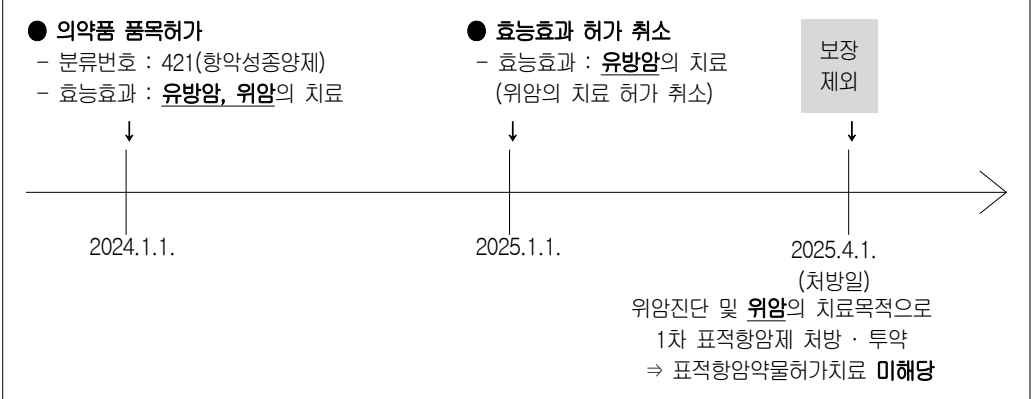 ● 의약품 품목허가
- 분류번호 : 421(항악성종양제)
- 효능효과 : 유방암, 위암의 치료
● 효능효과 허가 취소
- 효능효과 : 유방암의 치료
(위암의 치료 허가 취소)
보장
제외
↓
↓
↓
2024.1.1.
2025.1.1.
2025.4.1.
(처방일)
위암진단 및 위암의 치료목적으로
1차 표적항암제 처방 · 투약
⇒ 표적항암약물허가치료 미해당